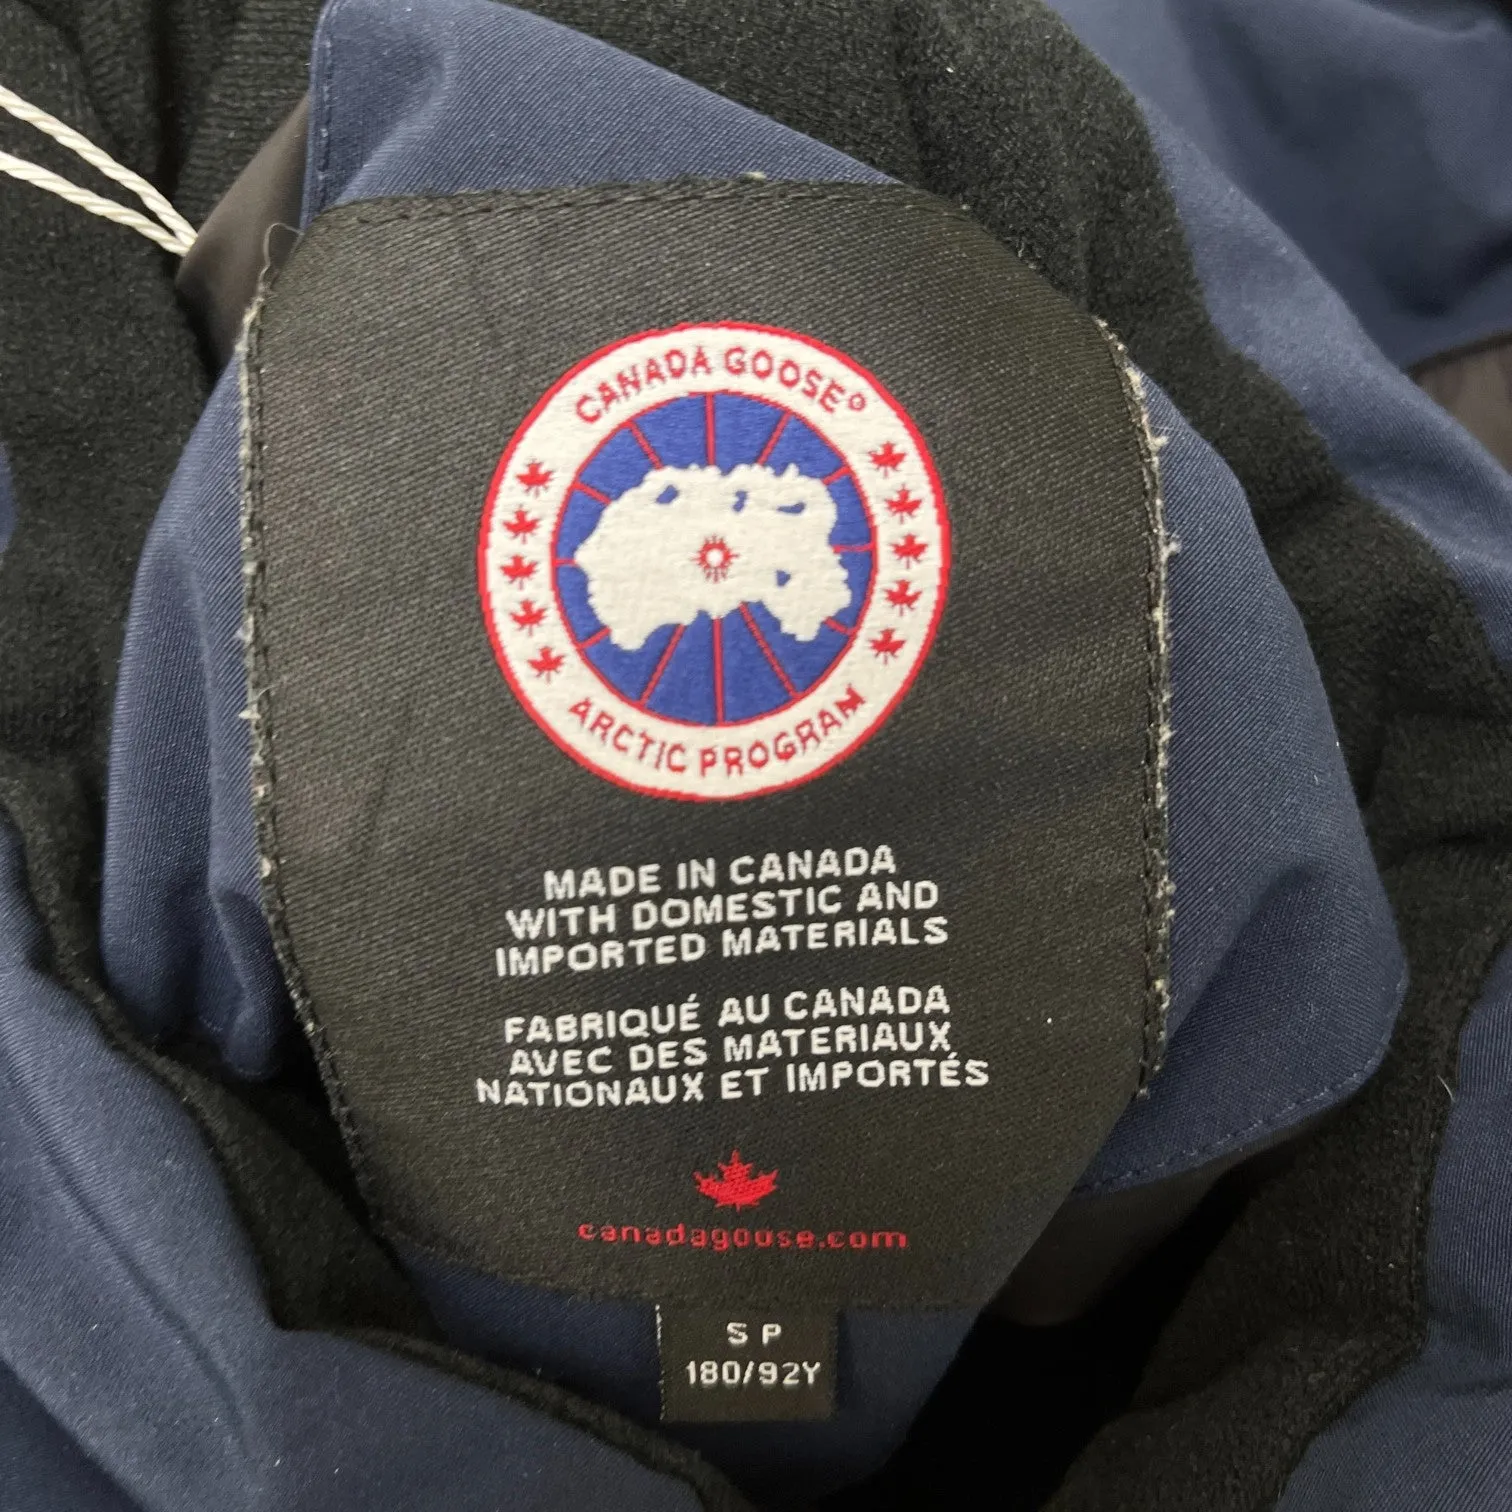 CANADA GOOSE®
ARCTIC PROGRAM
MADE IN CANADA
WITH DOMESTIC AND
IMPORTED MATERIALS
FABRIQUÉ AU CANADA
AVEC DES MATERIAUX
NATIONAUX ET IMPORTÉS
canadagoose.com
S P
180/92Y